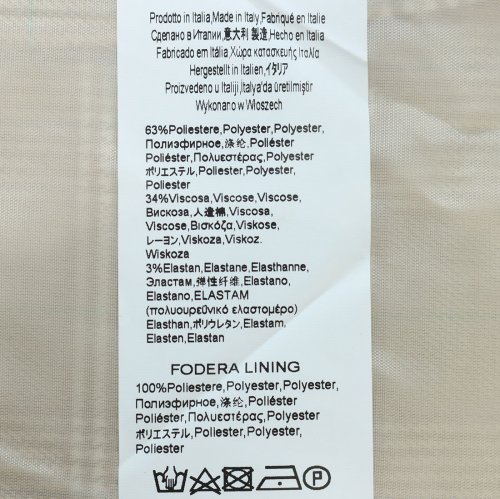 Prodotto in Italia,Made in Italy,Fabriqué en Italie
Сделано в Италии,意大利 製造,Hecho en Italia
Fabricado em Itália,Χώρα κατασκευής Ιταλία
Hergestellt in Italien,イタリア
Proizvedeno u Italiji,Italya'da üretilmiştir
Wykonano w Włoszech
63%Poliestere,Polyester,Polyester,
Полиэфирное,涤纶,Poliéster
Poliéster,Πολυεστέρας,Polyester
ポリエステル,Poliester,Polyester,
Poliester
34%Viscosa,Viscose,Viscose,
Вискоза,人造棉,Viscosa,
Viscose,Βισκόζα,Viskose,
レーヨン,Viskoza,Viskoz.
Wiskoza
3%Elastan,Elastane,Elasthanne,
Эластам,弹性纤维,Elastano,
Elastano,ELASTAM
(πολυουρεϋνικό ελαστομέρο)
Elasthan,ポリウレタン,Elastam,
Elasten,Elastan
FODERA LINING
100%Poliestere,Polyester,Polyester,
Полиэфирное,涤纶,Poliéster
Poliéster,Πολυεστέρας,Polyester
ポリエステル,Poliester,Polyester,
Poliester
P